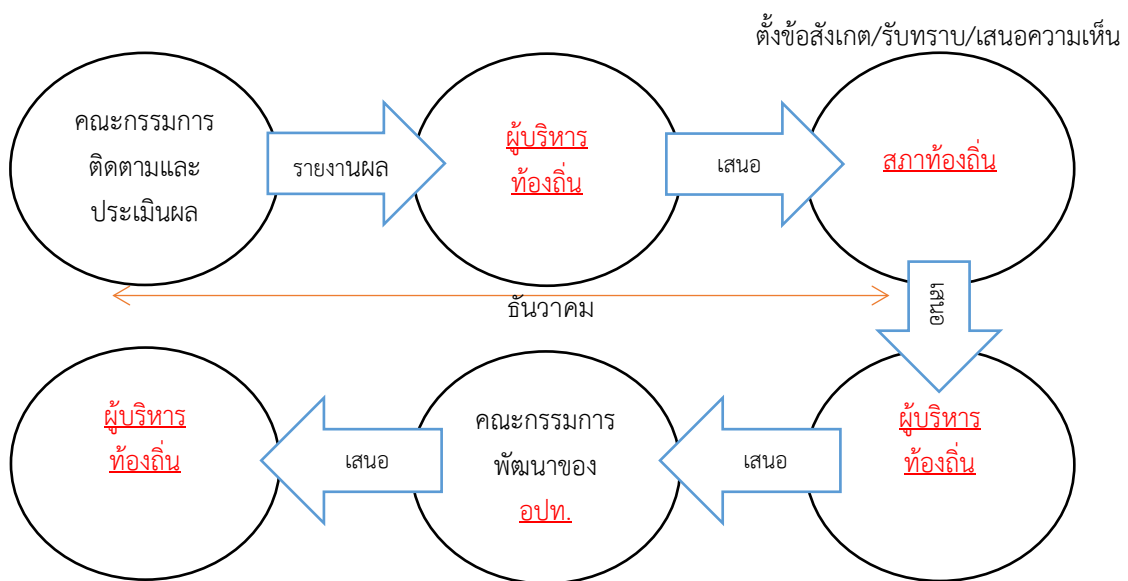 ตั้งข้อสังเกต/รับทราบ/เสนอความเห็น
คณะกรรมการ
ติดตามและ
ประเมินผล
รายงานผล
ผู้บริหาร
ท้องถิ่น
เสนอ
สภาท้องถิ่น
ธันวาคม
เสนอ
ผู้บริหาร
ท้องถิ่น
เสนอ
คณะกรรมการ
พัฒนาของ
อปท.
เสนอ
ผู้บริหาร
ท้องถิ่น